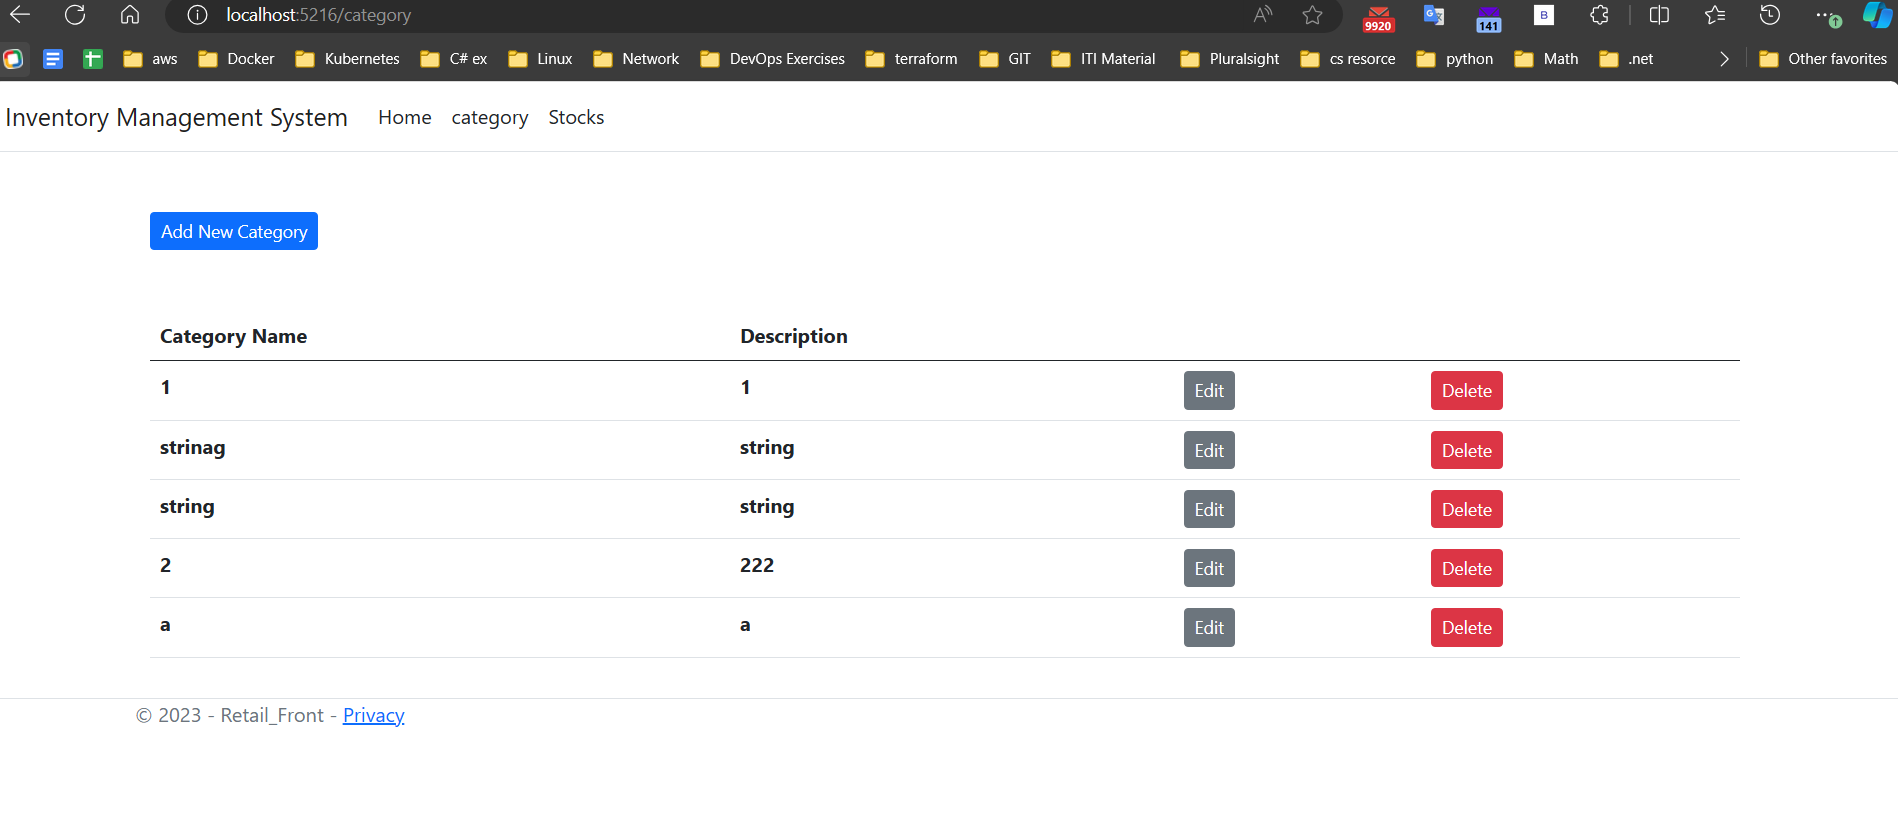 localhost:5216/category
9920
141
B
aws Docker Kubernetes C# ex Linux Network DevOps Exercises terraform GIT ITI Material Pluralsight cs resorce python Math .net Other favorites
Inventory Management System Home category Stocks
Add New Category
Category Name Description
1 1 Edit Delete
strinag string Edit Delete
string string Edit Delete
2 222 Edit Delete
a a Edit Delete
© 2023 - Retail_Front - Privacy